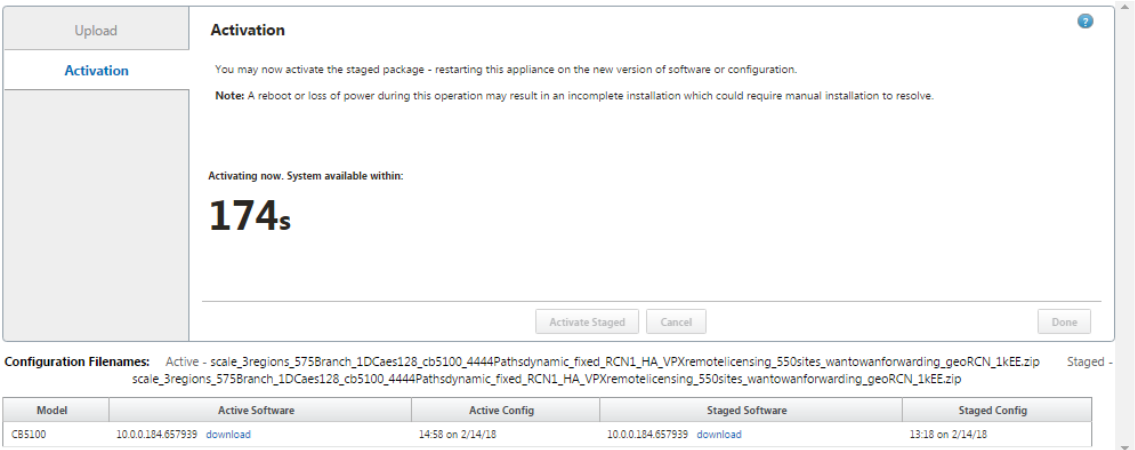 Upload
Activation
Activation
?
You may now activate the staged package - restarting this appliance on the new version of software or configuration.
Note: A reboot or loss of power during this operation may result in an incomplete installation which could require manual installation to resolve.
Activating now. System available within:
174s
Activate Staged Cancel Done
Configuration Filenames: Active - scale_3regions_575Branch_1DCaes128_cb5100_4444Pathsdynamic_fixed_RCN1_HA_VPXremotelicensing_550sites_wantowanforwarding_geoRCN_1kEE.zip Staged -
scale_3regions_575Branch_1DCaes128_cb5100_4444Pathsdynamic_fixed_RCN1_HA_VPXremotelicensing_550sites_wantowanforwarding_geoRCN_1kEE.zip
Model Active Software Active Config Staged Software Staged Config
CB5100 10.0.0.184.657939 download 14:58 on 2/14/18 10.0.0.184.657939 download 13:18 on 2/14/18